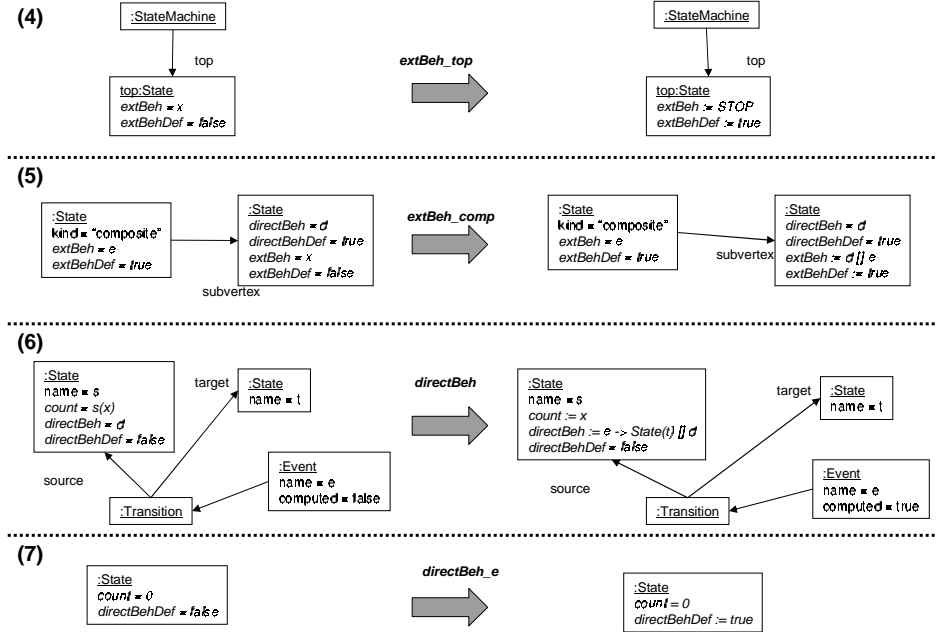 (4)
:StateMachine
top
top:State
extBeh = x
extBehDef = false
extBeh_top
:StateMachine
top
top:State
extBeh := STOP
extBehDef := true
(5)
:State
kind = "composite"
extBeh = e
extBehDef = true
subvertex
:State
directBeh = d
directBehDef = true
extBeh = x
extBehDef = false
extBeh_comp
:State
kind = "composite"
extBeh = e
extBehDef = true
subvertex
:State
directBeh = d
directBehDef = true
extBeh := d [] e
extBehDef := true
(6)
:State
name = s
count = s(x)
directBeh = d
directBehDef = false
target
:State
name = t
source
:Event
name = e
computed = false
:Transition
directBeh
:State
name = s
count := x
directBeh := e -> State(t) [] d
directBehDef = false
target
:State
name = t
source
:Event
name = e
computed = true
:Transition
(7)
:State
count = 0
directBehDef = false
directBeh_e
:State
count = 0
directBehDef := true